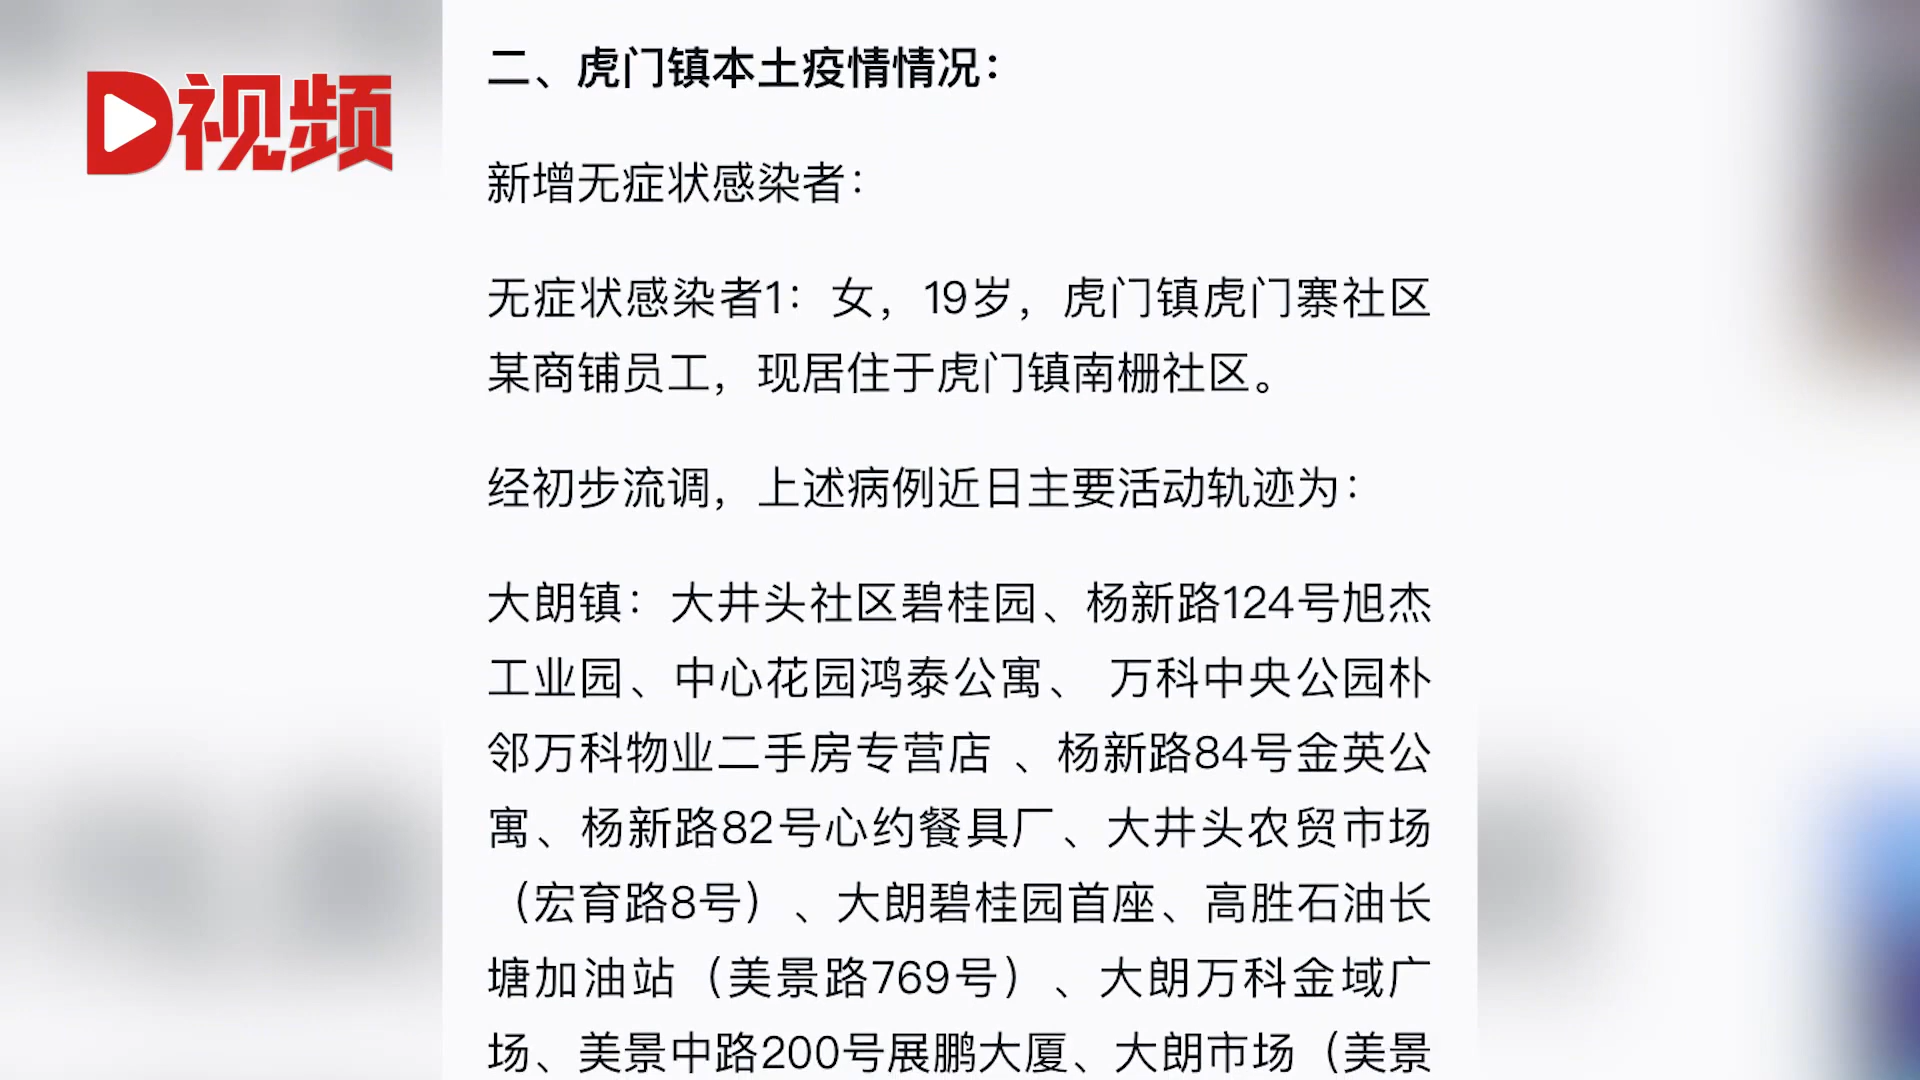 D视频
二、虎门镇本土疫情情况：
新增无症状感染者：
无症状感染者1：女，19岁，虎门镇虎门寨社区
某商铺员工，现居住于虎门镇南栅社区。
经初步流调，上述病例近日主要活动轨迹为：
大朗镇：大井头社区碧桂园、杨新路124号旭杰
工业园、中心花园鸿泰公寓、 万科中央公园朴
邻万科物业二手房专营店 、杨新路84号金英公
寓、杨新路82号心约餐具厂、大井头农贸市场
（宏育路8号）、大朗碧桂园首座、高胜石油长
塘加油站（美景路769号）、大朗万科金域广
场、美景中路200号展鹏大厦、大朗市场（美景